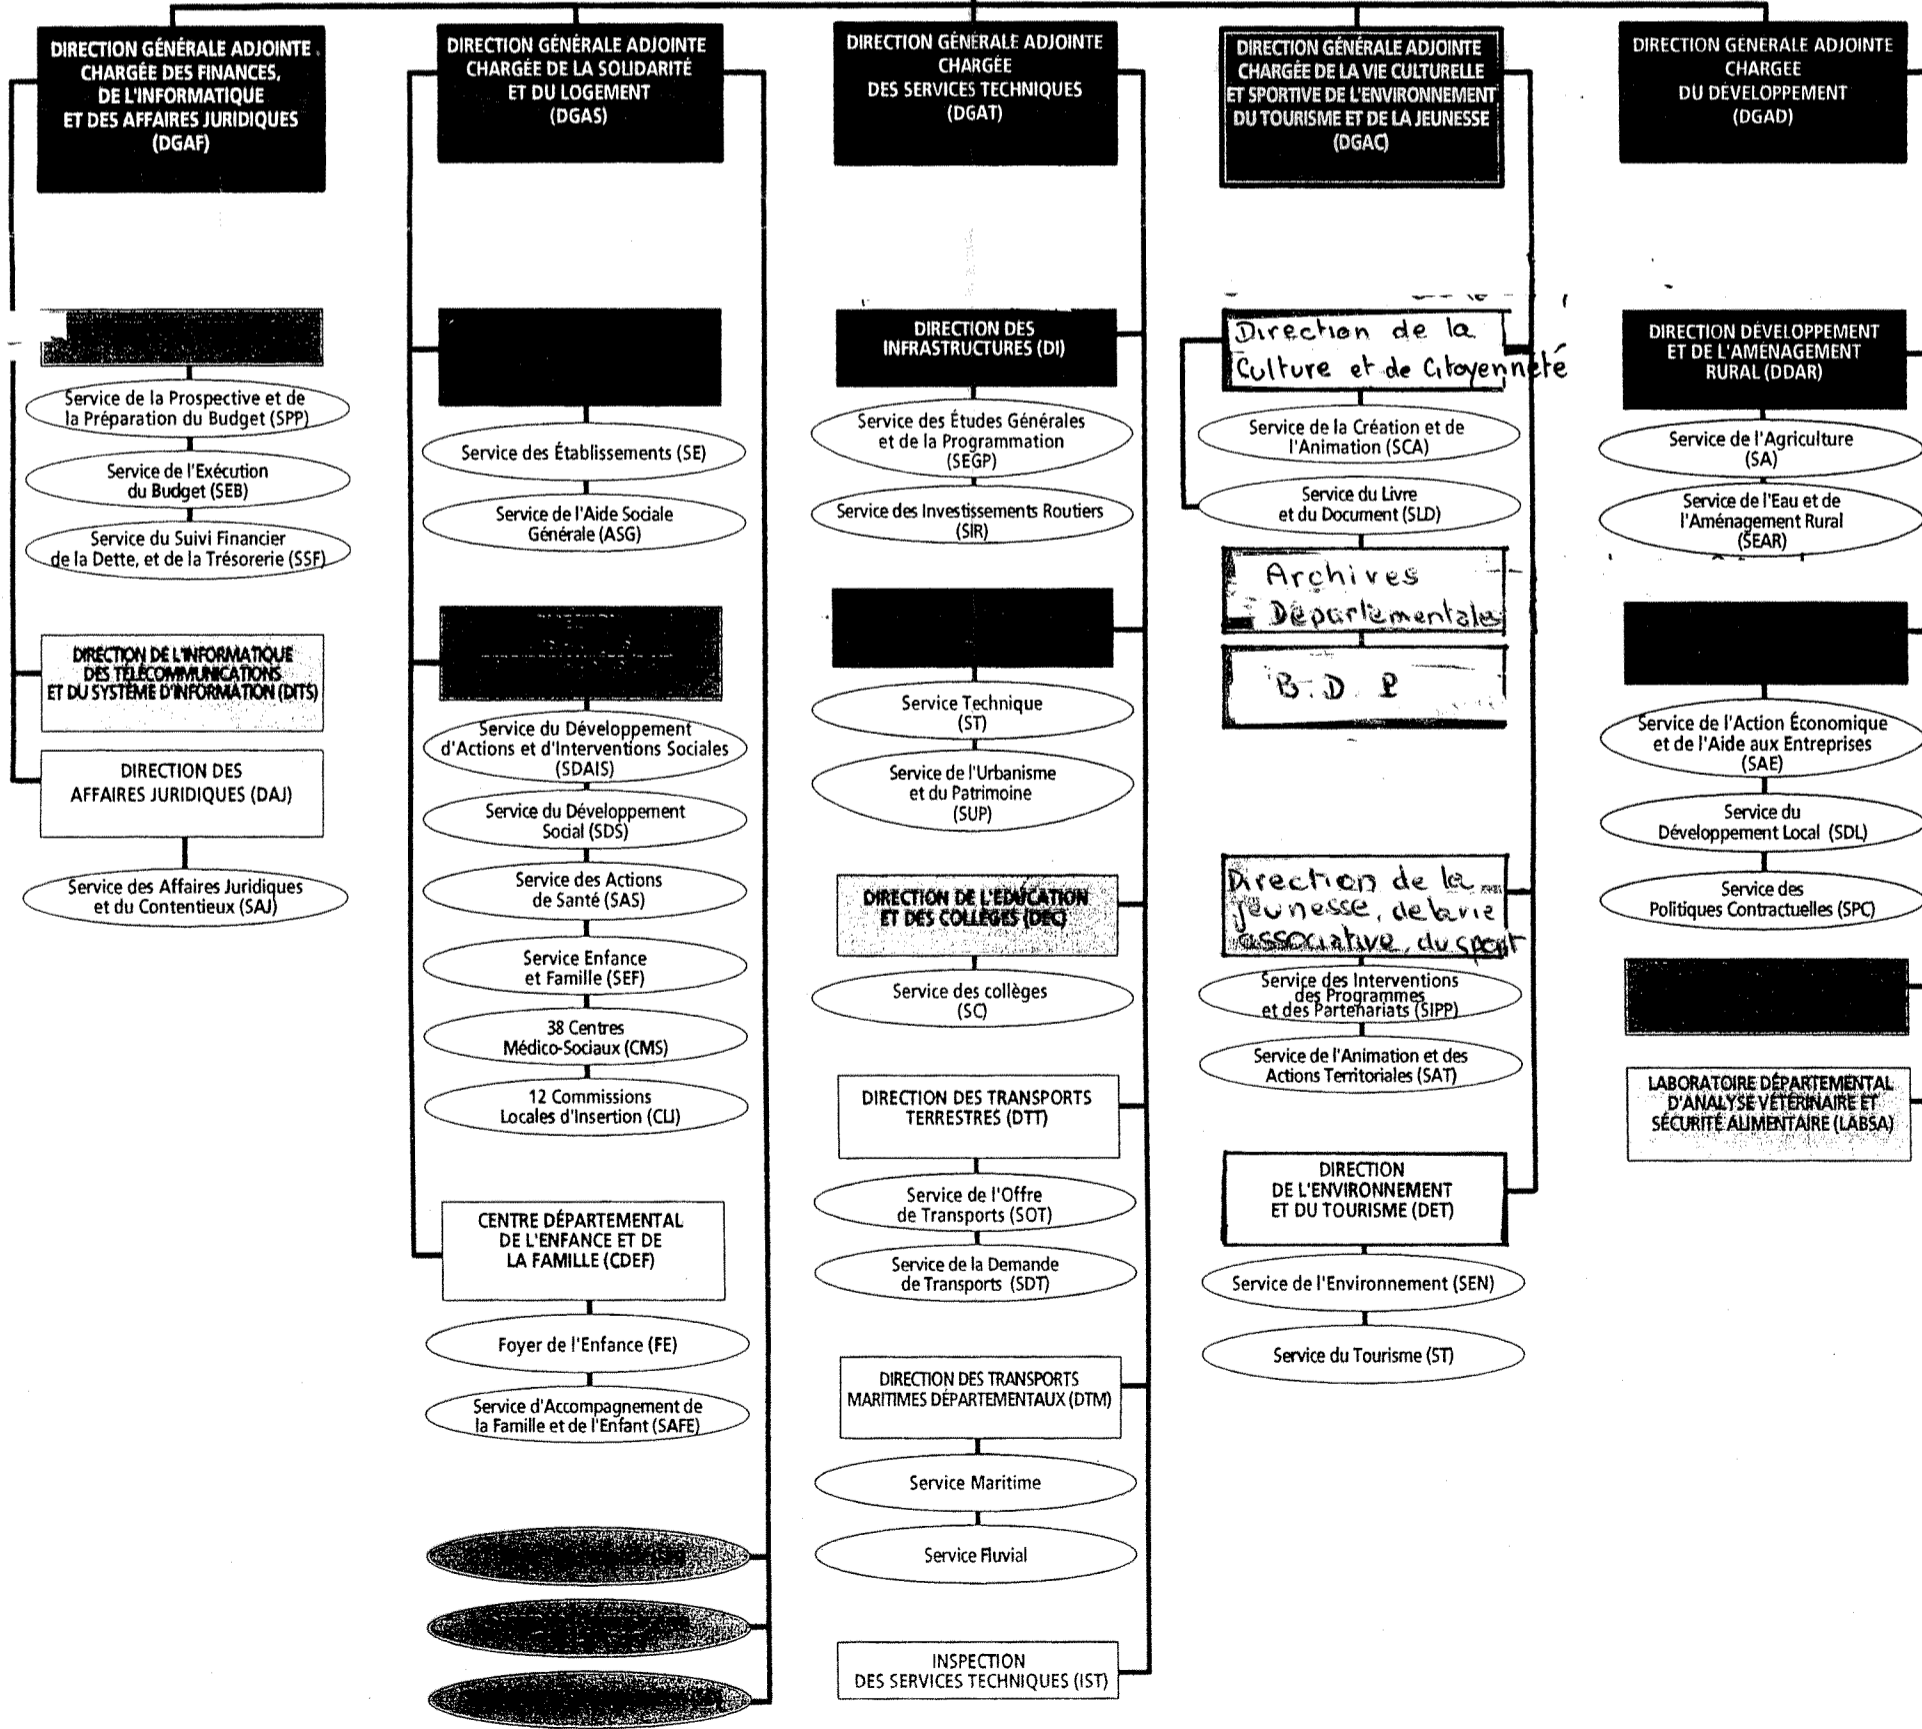 DIRECTION GÉNÉRALE ADJOINTE
CHARGÉE DES FINANCES,
DE L'INFORMATIQUE
ET DES AFFAIRES JURIDIQUES
(DGAF)
Service de la Prospective et de
la Préparation du Budget (SPP)
Service de l'Exécution
du Budget (SEB)
Service du Suivi Financier
de la Dette, et de la Trésorerie (SSF)
DIRECTION DE L'INFORMATIQUE
DES TÉLÉCOMMUNICATIONS
ET DU SYSTÈME D'INFORMATION (DITS)
DIRECTION DES
AFFAIRES JURIDIQUES (DAJ)
Service des Affaires Juridiques
et du Contentieux (SAJ)
DIRECTION GÉNÉRALE ADJOINTE
CHARGÉE DE LA SOLIDARITÉ
ET DU LOGEMENT
(DGAS)
Service des Établissements (SE)
Service de l'Aide Sociale
Générale (ASG)
Service du Développement
d'Actions et d'Interventions Sociales
(SDAIS)
Service du Développement
Social (SDS)
Service des Actions
de Santé (SAS)
Service Enfance
et Famille (SEF)
38 Centres
Médico-Sociaux (CMS)
12 Commissions
Locales d'Insertion (CLI)
CENTRE DÉPARTEMENTAL
DE L'ENFANCE ET DE
LA FAMILLE (CDEF)
Foyer de l'Enfance (FE)
Service d'Accompagnement de
la Famille et de l'Enfant (SAFE)
DIRECTION GÉNÉRALE ADJOINTE
CHARGÉE
DES SERVICES TECHNIQUES
(DGAT)
DIRECTION DES
INFRASTRUCTURES (DI)
Service des Études Générales
et de la Programmation
(SEGP)
Service des Investissements Routiers
(SIR)
Service Technique
(ST)
Service de l'Urbanisme
et du Patrimoine
(SUP)
DIRECTION DE L'ÉDUCATION
ET DES COLLÈGES (DEC)
Service des collèges
(SC)
DIRECTION DES TRANSPORTS
TERRESTRES (DTT)
Service de l'Offre
de Transports (SOT)
Service de la Demande
de Transports (SDT)
DIRECTION DES TRANSPORTS
MARITIMES DÉPARTEMENTAUX (DTM)
Service Maritime
Service Fluvial
INSPECTION
DES SERVICES TECHNIQUES (IST)
DIRECTION GÉNÉRALE ADJOINTE
CHARGÉE DE LA VIE CULTURELLE
ET SPORTIVE DE L'ENVIRONNEMENT
DU TOURISME ET DE LA JEUNESSE
(DGAC)
Direction de la
Culture et de Citoyenneté
Service de la Création et de
l'Animation (SCA)
Service du Livre
et du Document (SLD)
Archives
Départementales
B.D.P
Direction de la
jeunesse, de la vie
associative, du sport
Service des Interventions
des Programmes
et des Partenariats (SIPP)
Service de l'Animation et des
Actions Territoriales (SAT)
DIRECTION
DE L'ENVIRONNEMENT
ET DU TOURISME (DET)
Service de l'Environnement (SEN)
Service du Tourisme (ST)
DIRECTION GÉNÉRALE ADJOINTE
CHARGÉE
DU DÉVELOPPEMENT
(DGAD)
DIRECTION DÉVELOPPEMENT
ET DE L'AMÉNAGEMENT
RURAL (DDAR)
Service de l'Agriculture
(SA)
Service de l'Eau et de
l'Aménagement Rural
(SEAR)
Service de l'Action Économique
et de l'Aide aux Entreprises
(SAE)
Service du
Développement Local (SDL)
Service des
Politiques Contractuelles (SPC)
LABORATOIRE DÉPARTEMENTAL
D'ANALYSE VÉTÉRINAIRE ET
SÉCURITÉ ALIMENTAIRE (LABSA)